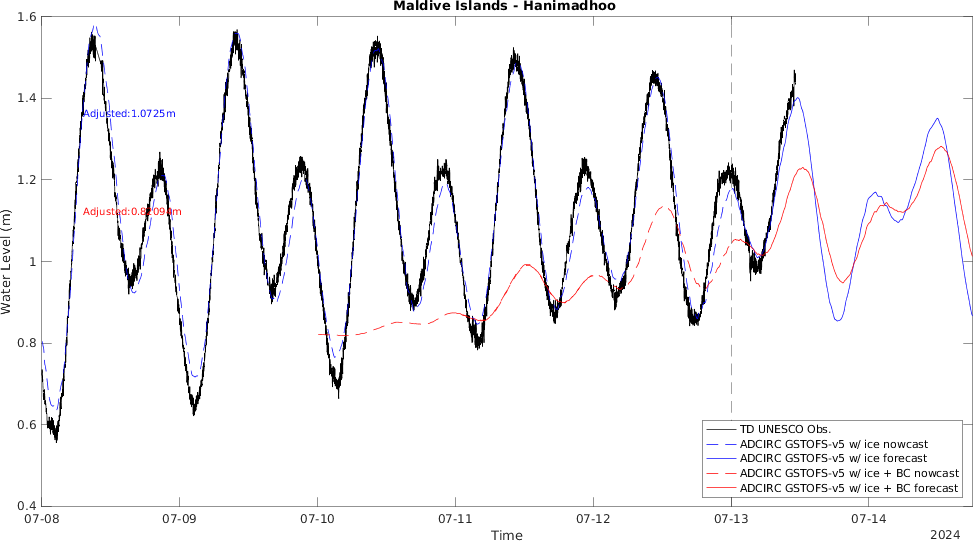 Maldive Islands - Hanimadhoo
1.6
1.4
1.2
1
0.8
0.6
0.4
Water Level (m)
Adjusted:1.0725m
TD UNESCO Obs.
ADCIRC GSTOFS-v5 w/ ice nowcast
ADCIRC GSTOFS-v5 w/ ice forecast
ADCIRC GSTOFS-v5 w/ ice + BC nowcast
ADCIRC GSTOFS-v5 w/ ice + BC forecast
07-08
07-09
07-10
07-11
07-12
07-13
07-14
Time
2024